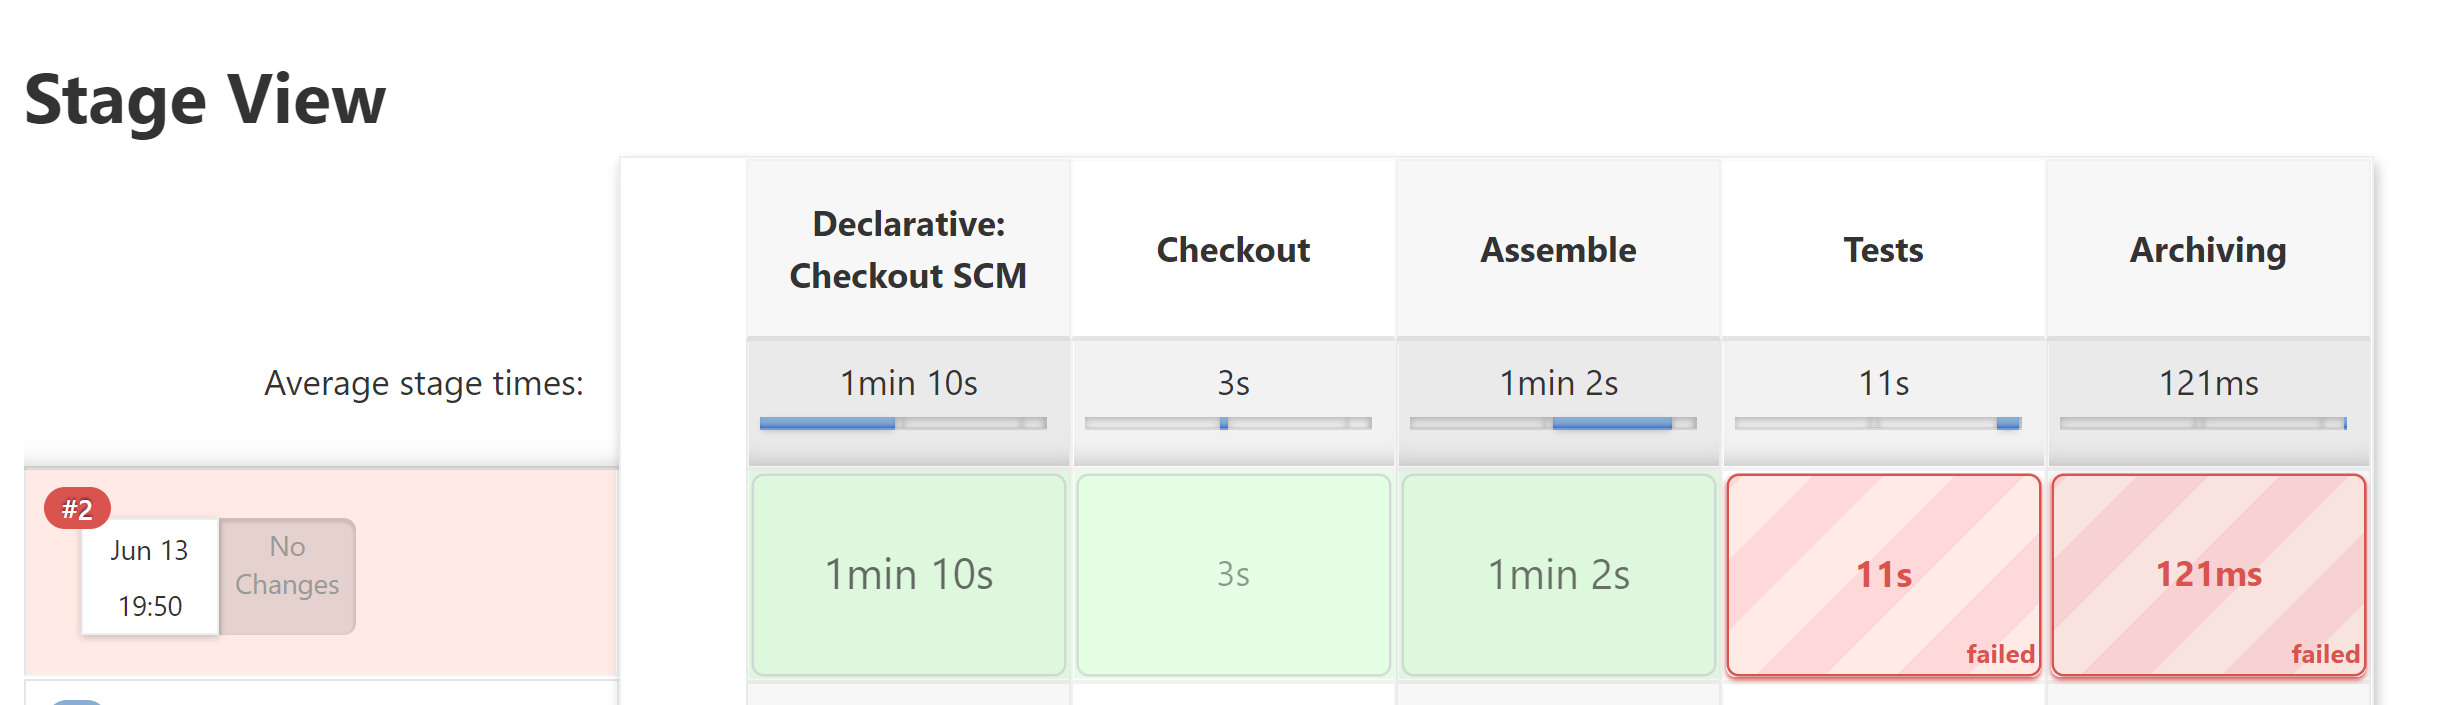 Stage View
Declarative:
Checkout SCM
Checkout
Assemble
Tests
Archiving
Average stage times:
1min 10s
3s
1min 2s
11s
121ms
#2
Jun 13
19:50
No
Changes
1min 10s
3s
1min 2s
11s
failed
121ms
failed